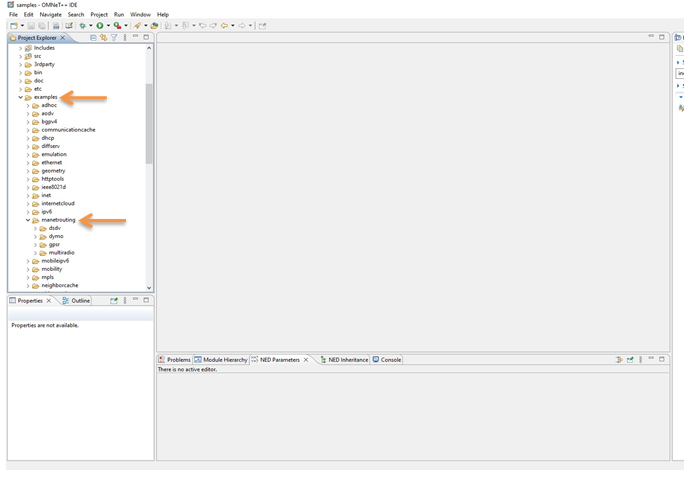 samples - OMNeT++ IDE
File Edit Navigate Search Project Run Window Help
Project Explorer
Includes
src
3rdparty
bin
doc
etc
examples
adhoc
aodv
bgpv4
communicationcache
dhcp
diffserv
emulation
ethernet
geometry
httptools
ieee8021d
inet
internetcloud
ipv6
manetrouting
dsdv
dymo
gpsr
multiradio
mobileipv6
mobility
mpls
neighborcache
Properties Outline
Properties are not available.
Problems Module Hierarchy NED Parameters NED Inheritance Console
There is no active editor.